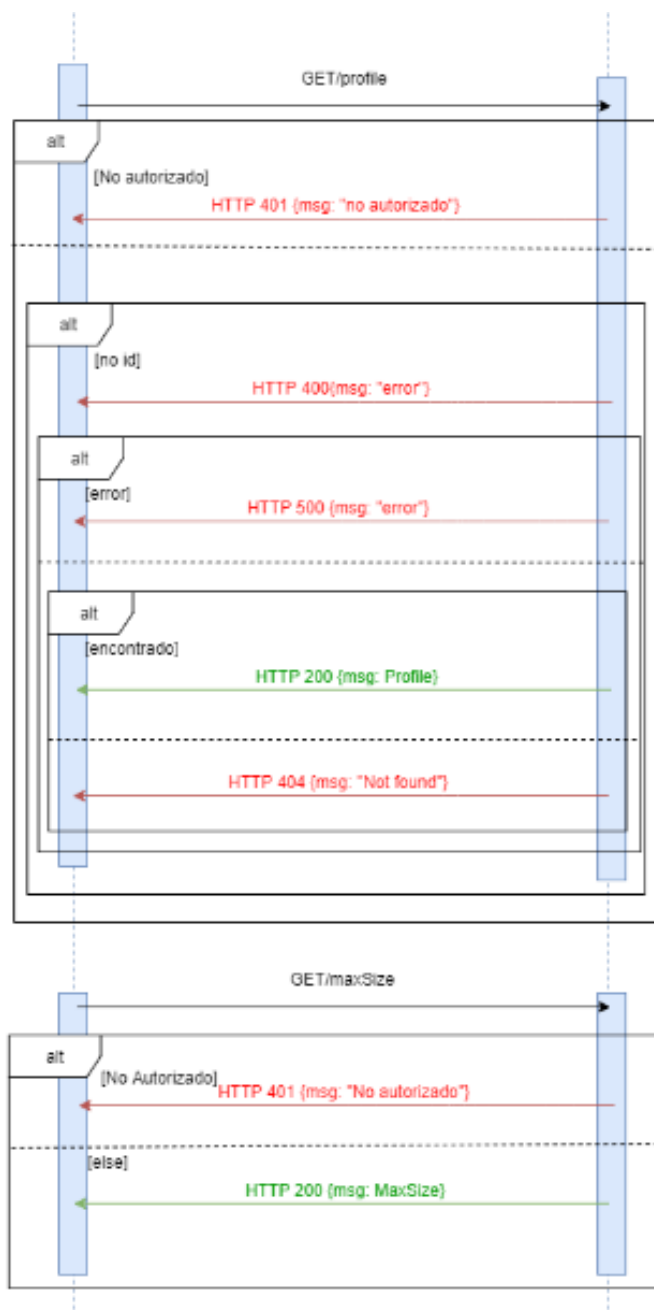 GET/profile
alt
[No autorizado]
HTTP 401 {msg: "no autorizado"}
alt
[no id]
HTTP 400{msg: "error"}
alt
[error]
HTTP 500 {msg: "error"}
alt
[encontrado]
HTTP 200 {msg: Profile}
HTTP 404 {msg: "Not found"}
GET/maxSize
alt
[No Autorizado]
HTTP 401 {msg: "No autorizado"}
[else]
HTTP 200 {msg: MaxSize}